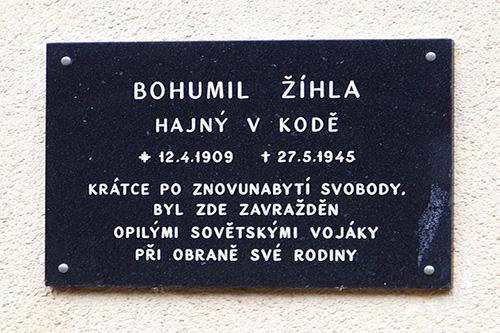 BOHUMIL ŽÍHLA
HAJNÝ V KODĚ
* 12.4.1909 † 27.5.1945
KRÁTCE PO ZNOVUNABYTÍ SVOBODY,
BYL ZDE ZAVRAŽDĚN
OPILÝMI SOVĚTSKÝMI VOJÁKY
PŘI OBRANĚ SVÉ RODINY